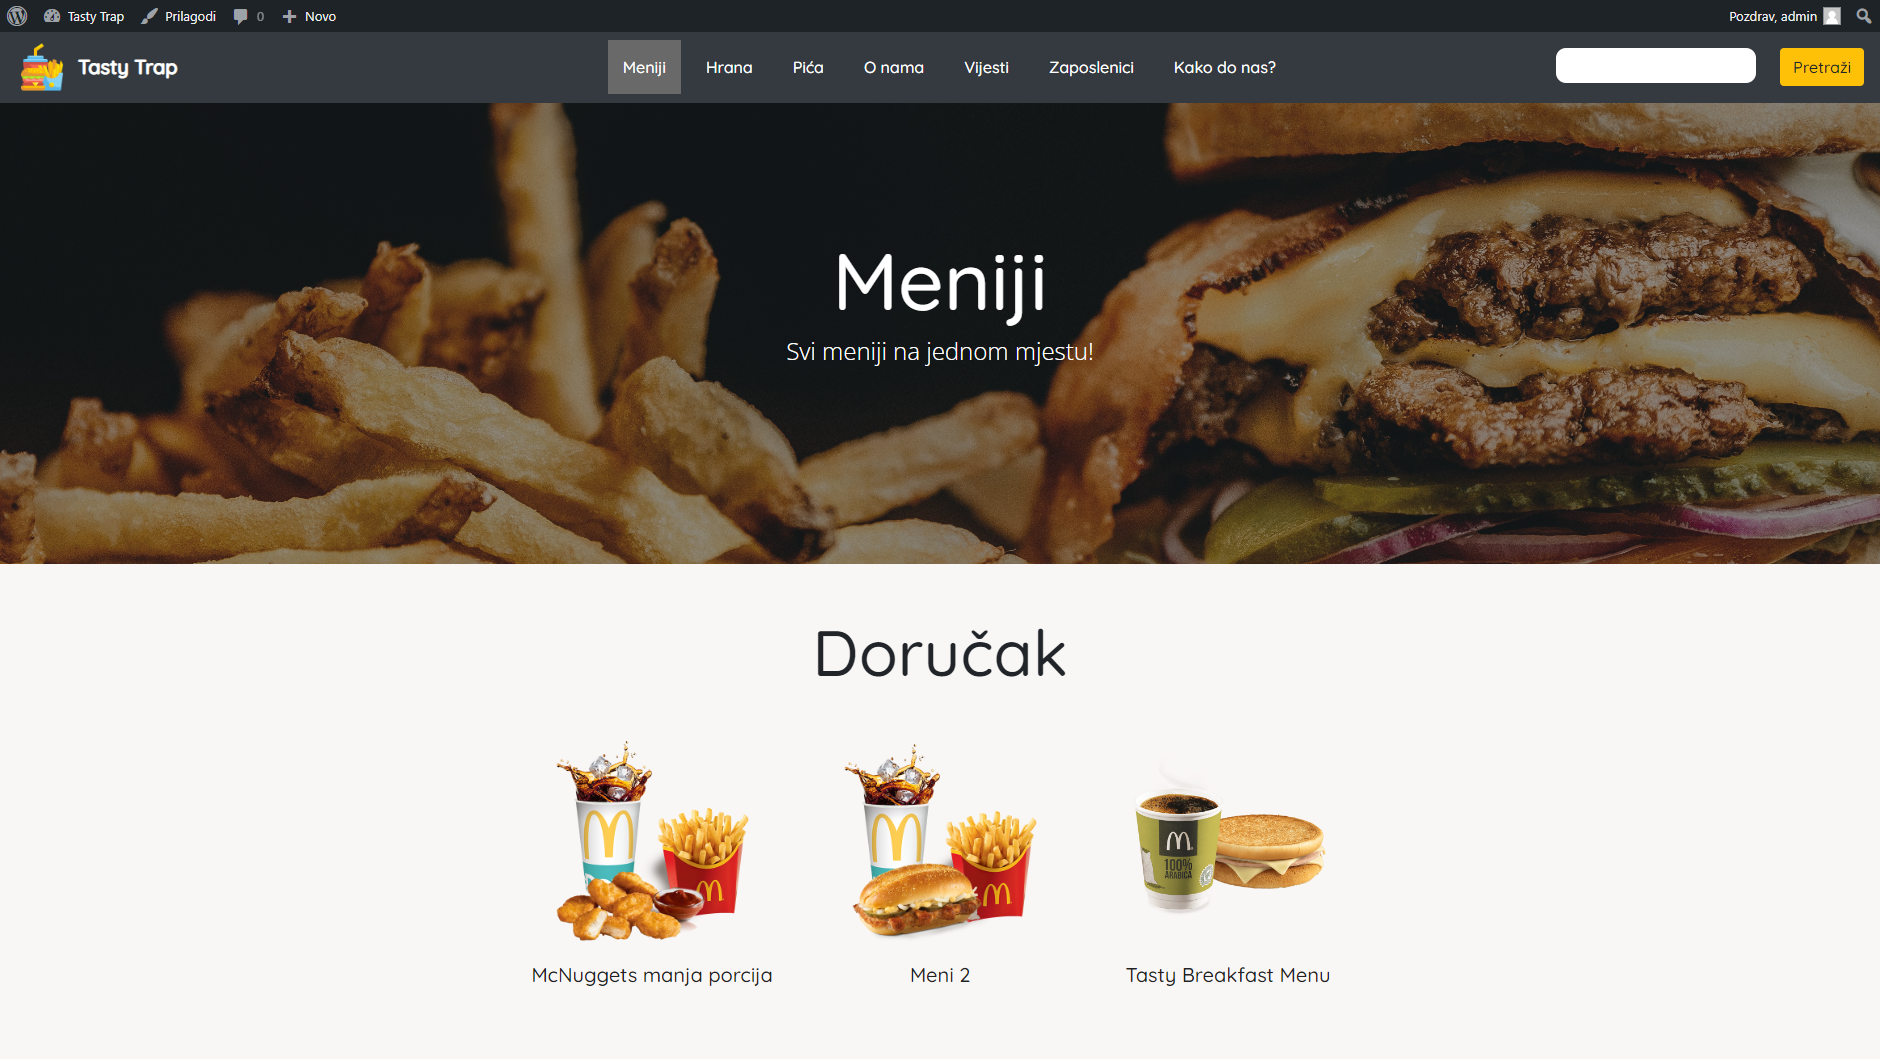 Tasty Trap Prilagodi 0 Novo Pozdrav, admin
Tasty Trap Meniji Hrana Pića O nama Vijesti Zaposlenici Kako do nas? Pretraži
Meniji
Svi meniji na jednom mjestu!
Doručak
100%
ARABICA
McNuggets manja porcija Meni 2 Tasty Breakfast Menu